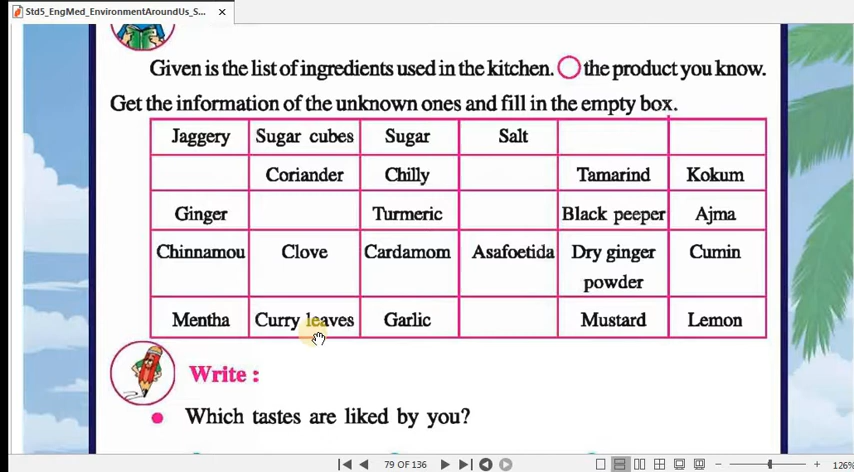 Std5_EngMed_EnvironmentAroundUs_S... ×
Given is the list of ingredients used in the kitchen. the product you know.
Get the information of the unknown ones and fill in the empty box.
Jaggery Sugar cubes Sugar Salt
Coriander Chilly Tamarind Kokum
Ginger Turmeric Black peeper Ajma
Chinnamou Clove Cardamom Asafoetida Dry ginger Cumin
powder
Mentha Curry leaves Garlic Mustard Lemon
Write :
• Which tastes are liked by you?
79 OF 136
126%